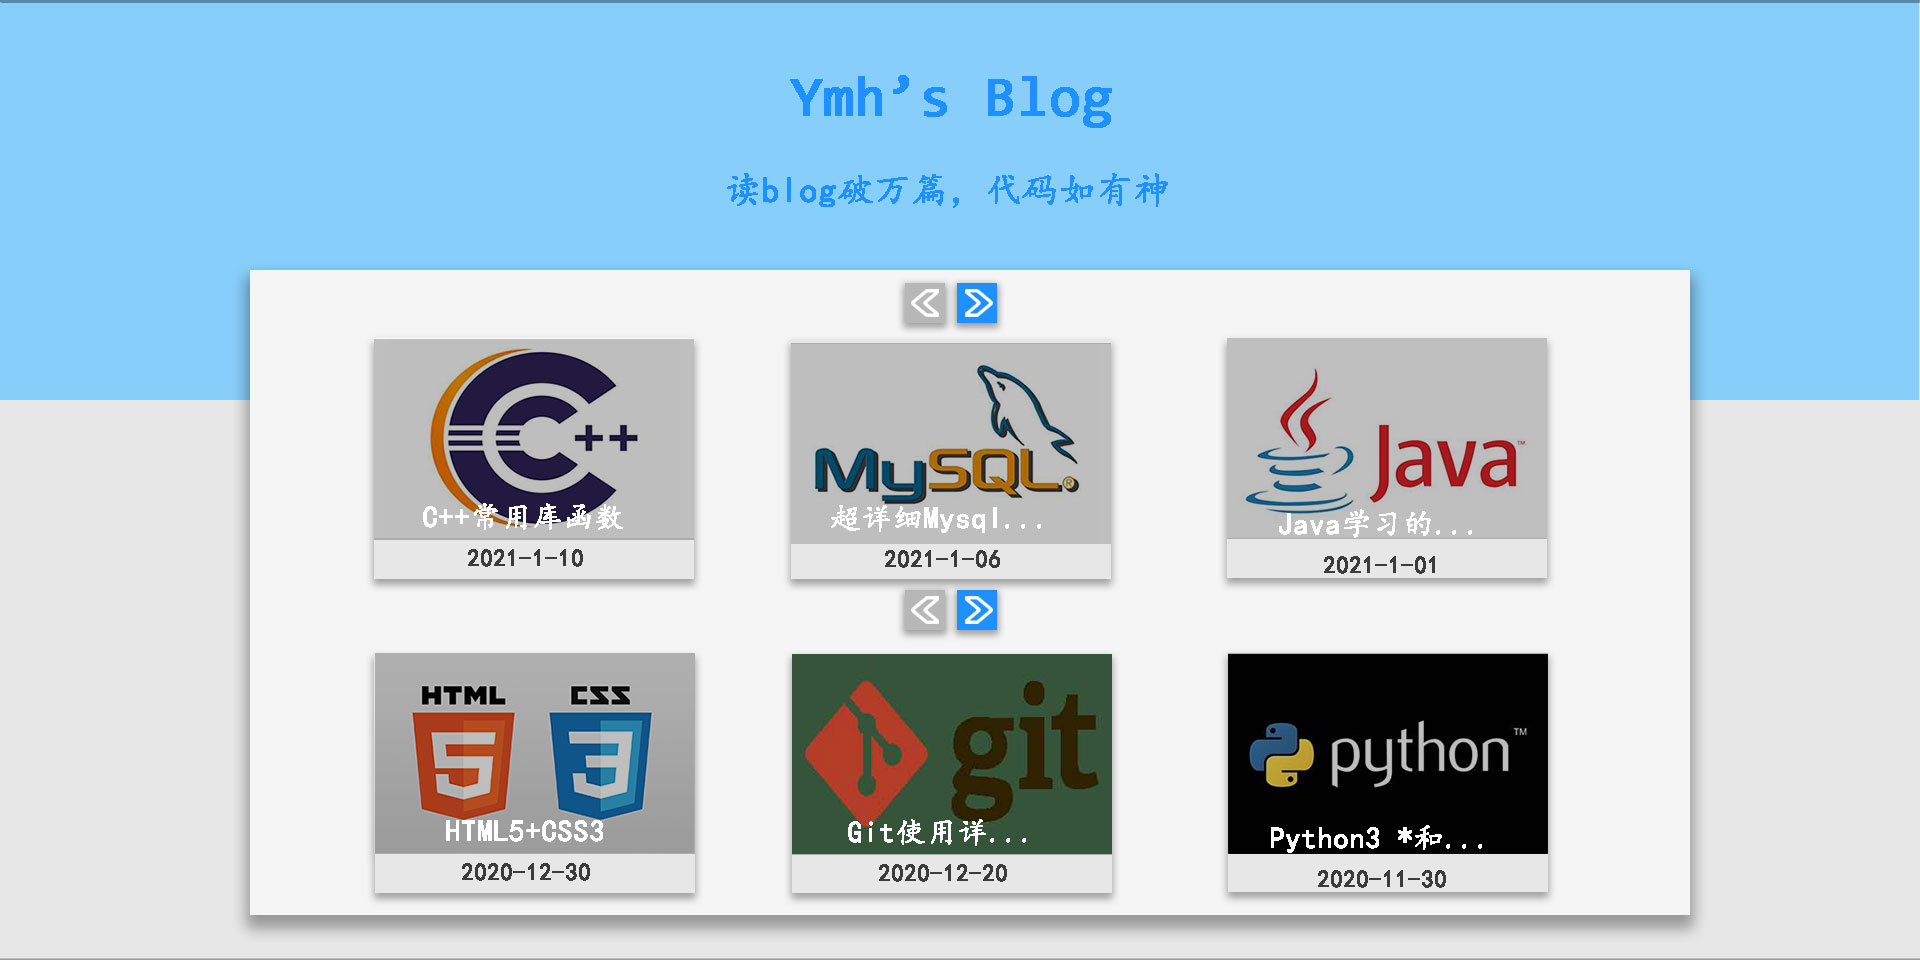 Ymh's Blog
读blog破万篇，代码如有神
C++
MySQL®
Java™
C++常用库函数
超详细Mysql...
Java学习的...
2021-1-10
2021-1-06
2021-1-01
HTML
CSS
5
3
git
python™
HTML5+CSS3
Git使用详...
Python3 *和...
2020-12-30
2020-12-20
2020-11-30